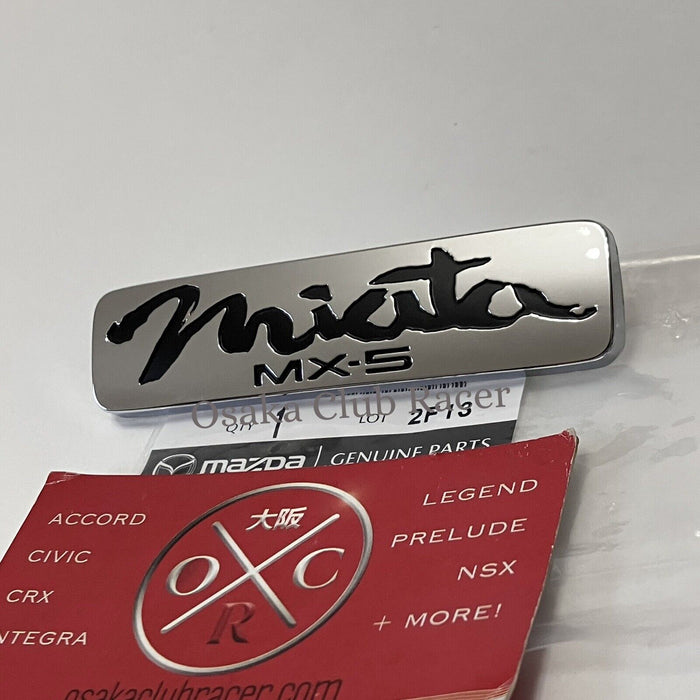 miata
MX-5
Osaka Club Racer
QTY 1 LOT 2F13
mazda | GENUINE PARTS
ACCORD
CIVIC
CRX
NTEGRA
大阪
O C
R
LEGEND
PRELUDE
NSX
+ MORE!
osakaclubracer.com